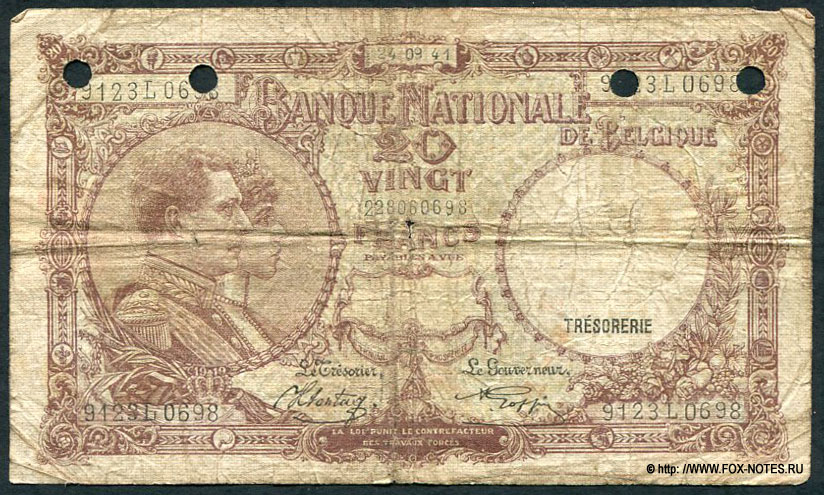 24 09 41
9123L0698
9123L0698
BANQUE NATIONALE
DE BELGIQUE
20
VINGT
228060698
FRANCS
PAYABLES A VUE
TRÉSORERIE
Le Trésorier,
Le Gouverneur,
1919
9123L0698
9123L0698
LA LOI PUNIT LE CONTREFACTEUR
DES TRAVAUX FORCÉS
© http: //WWW.FOX-NOTES.RU